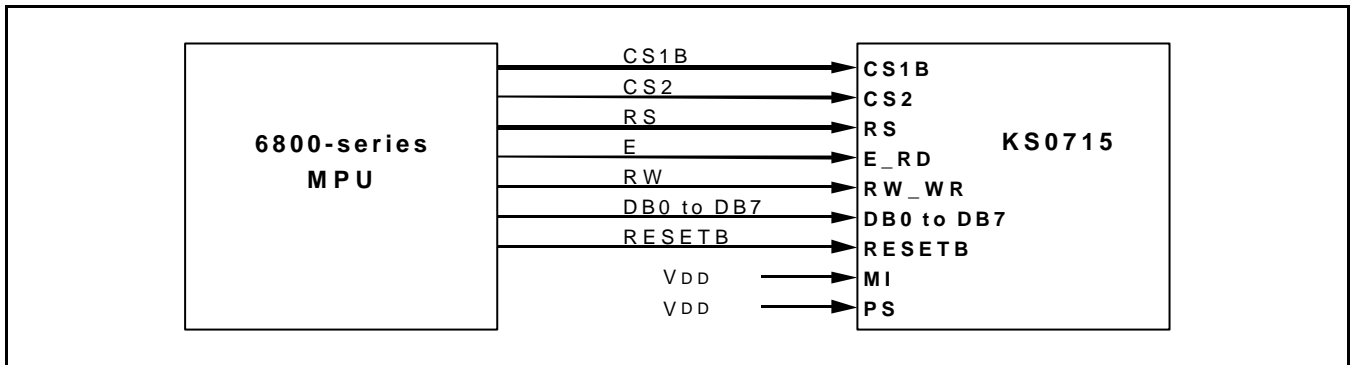 6800-series
MPU
CS1B
CS2
RS
E
RW
DB0 to DB7
RESETB
VDD
VDD
CS1B
CS2
RS
E_RD
RW_WR
DB0 to DB7
RESETB
MI
PS
KS0715